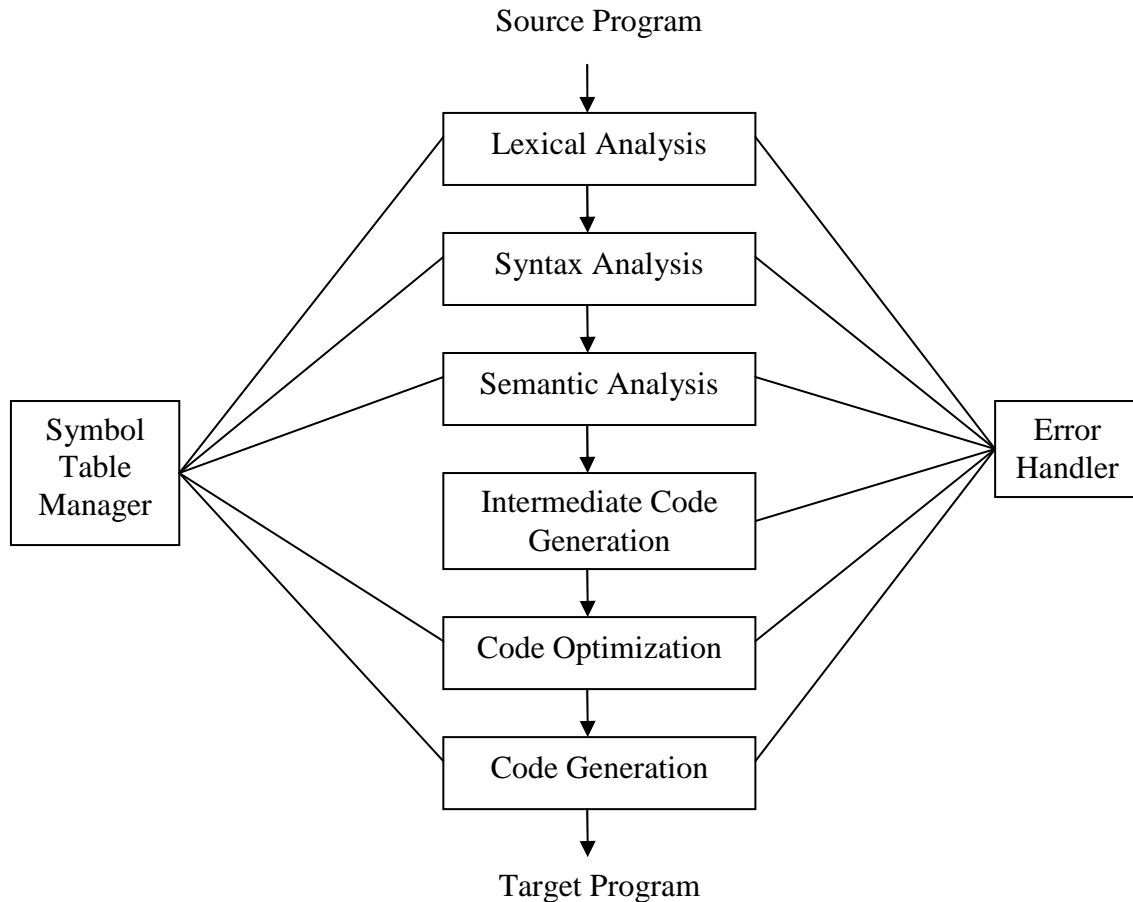 Source Program
Lexical Analysis
Syntax Analysis
Semantic Analysis
Symbol
Table
Manager
Error
Handler
Intermediate Code
Generation
Code Optimization
Code Generation
Target Program